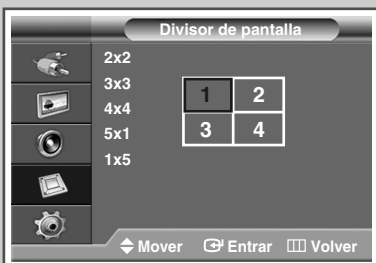 Divisor de pantalla
2x2
3x3
4x4
5x1
1x5
1 2
3 4
Mover Entrar Volver